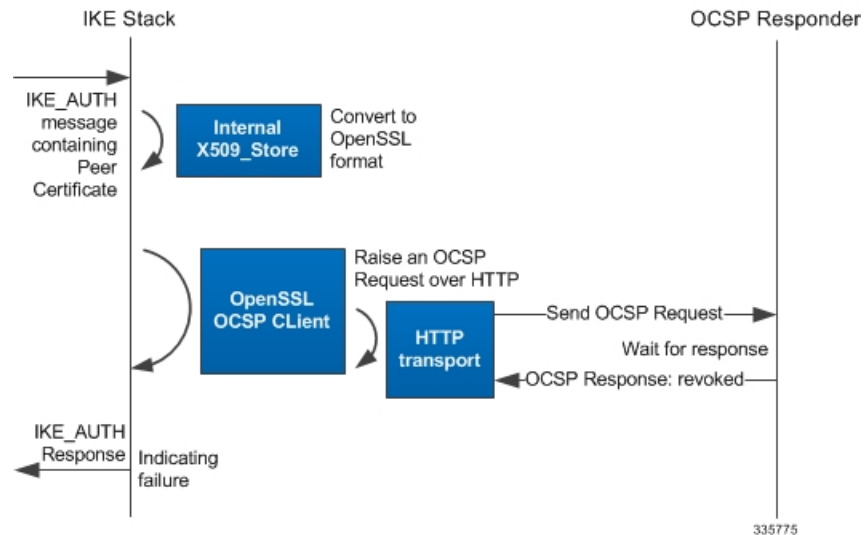 IKE Stack
OCSP Responder
IKE_AUTH
message
containing
Peer
Certificate
Internal
X509_Store
Convert to
OpenSSL
format
OpenSSL
OCSP CLient
Raise an OCSP
Request over HTTP
HTTP
transport
Send OCSP Request
Wait for response
OCSP Response: revoked
IKE_AUTH
Response
Indicating
failure
335775